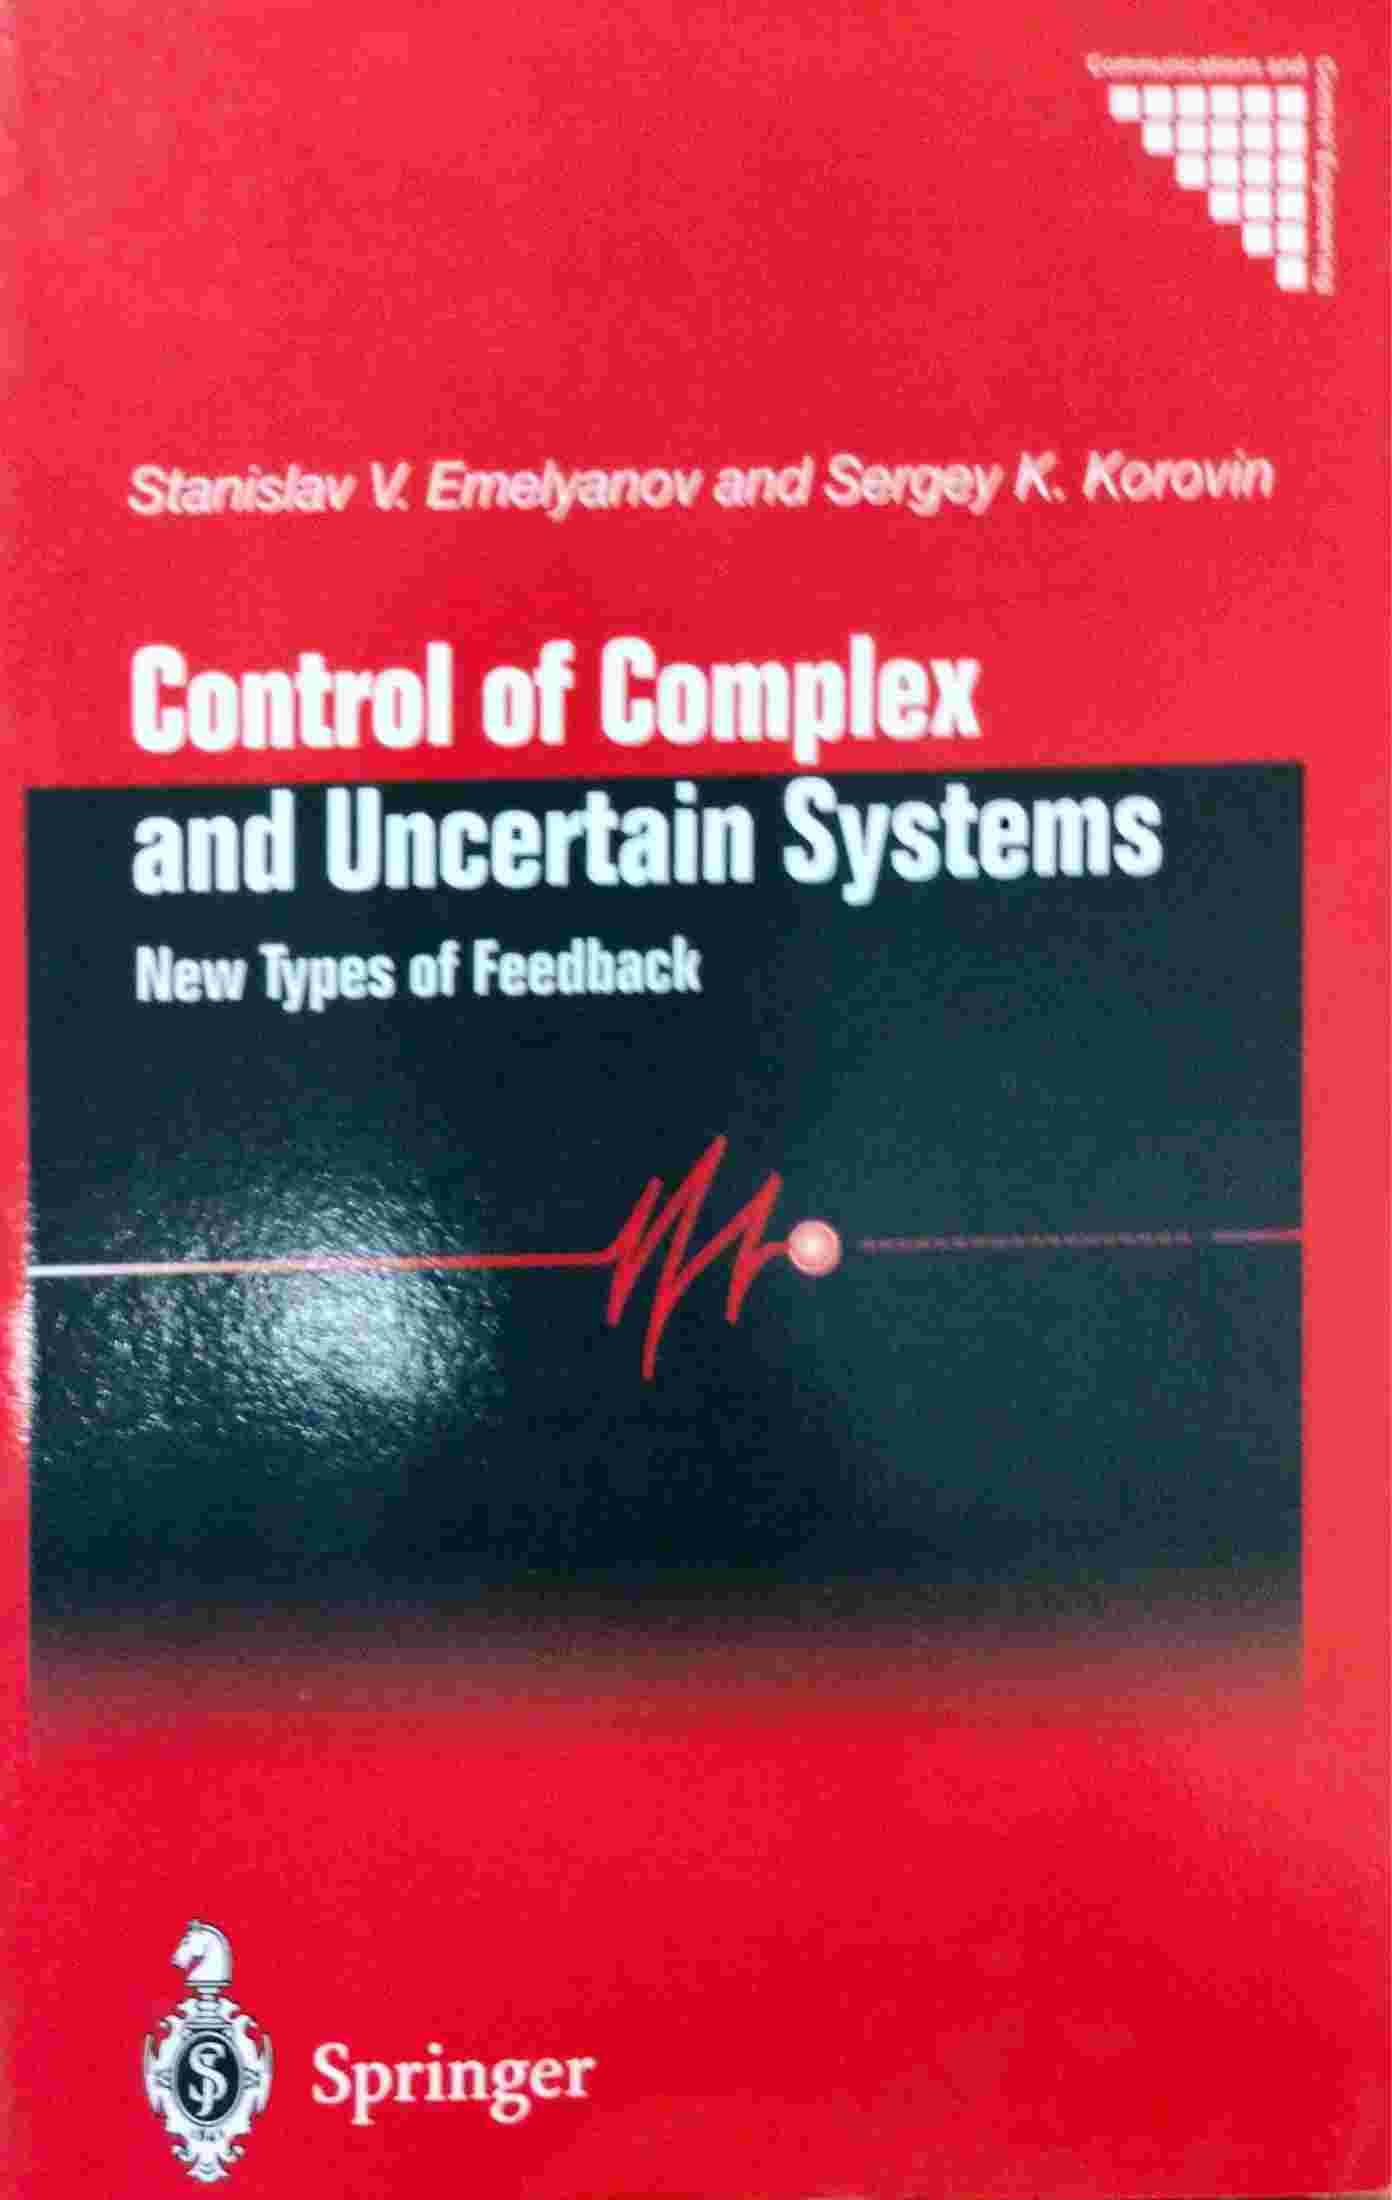 Communications and
Control Engineering
Stanislav V. Emelyanov and Sergey K. Korovin
Control of Complex
and Uncertain Systems
New Types of Feedback
Springer